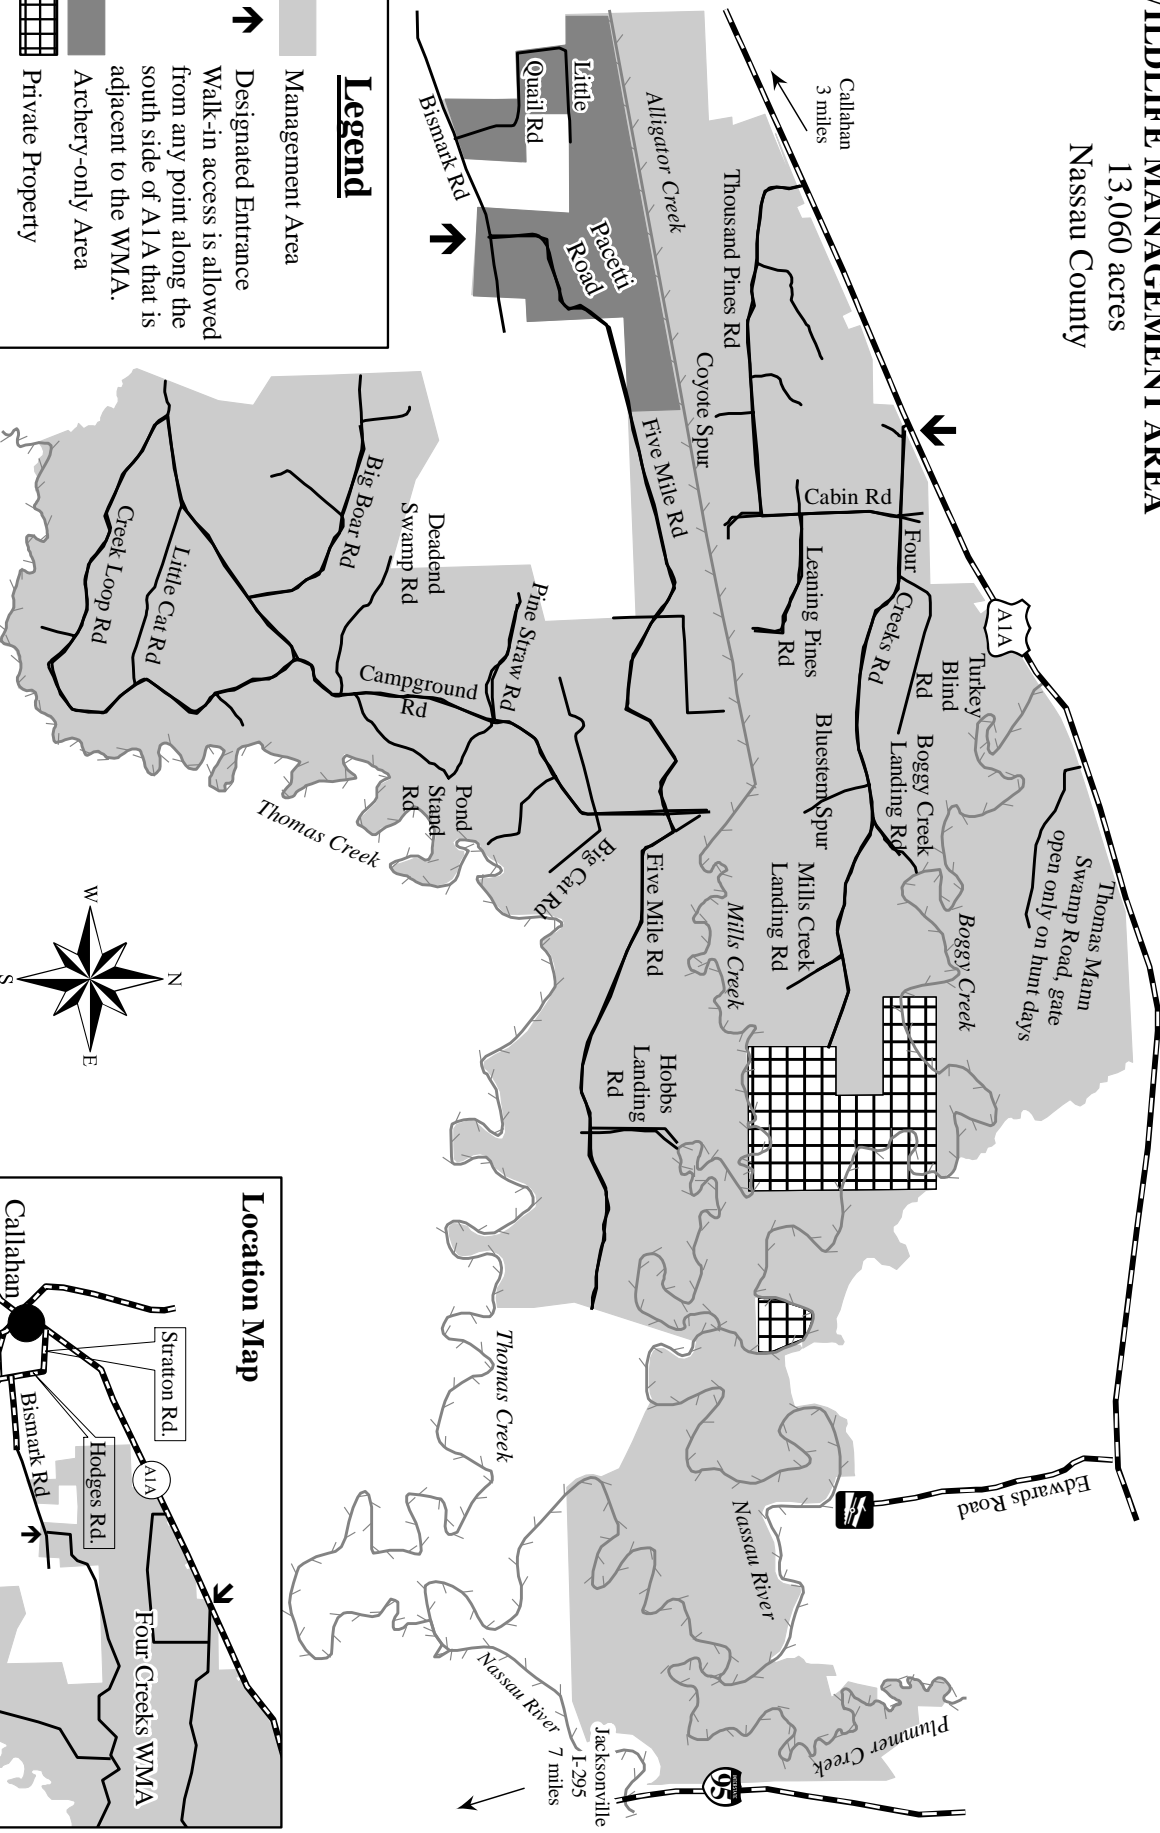 WILDLIFE MANAGEMENT AREA
13,060 acres
Nassau County
Callahan
3 miles
Alligator Creek
Thousand Pines Rd
Coyote Spur
Little
Quail Rd
Bismark Rd
Pacetti
Road
Five Mile Rd
Cabin Rd
Four
Creeks Rd
Leaning Pines
Rd
A1A
Turkey
Blind
Rd
Boggy Creek
Landing Rd
Bluestem Spur
Mills Creek
Landing Rd
Mills Creek
Boggy Creek
Thomas Mann
Swamp Road, gate
open only on hunt days
Big Boar Rd
Deadend
Swamp Rd
Pine Straw Rd
Creek Loop Rd
Little Cat Rd
Campground
Rd
Pond
Stand
Rd
Big Cat Rd
Five Mile Rd
Thomas Creek
Hobbs
Landing
Rd
Thomas Creek
Nassau River
Edwards Road
Nassau River
Plummer Creek
Jacksonville
I-295
7 miles
95
N
W
E
S
Legend
Management Area
Designated Entrance
Walk-in access is allowed
from any point along the
south side of A1A that is
adjacent to the WMA.
Archery-only Area
Private Property
Location Map
Callahan
Stratton Rd.
Bismark Rd
Hodges Rd.
A1A
Four Creeks WMA